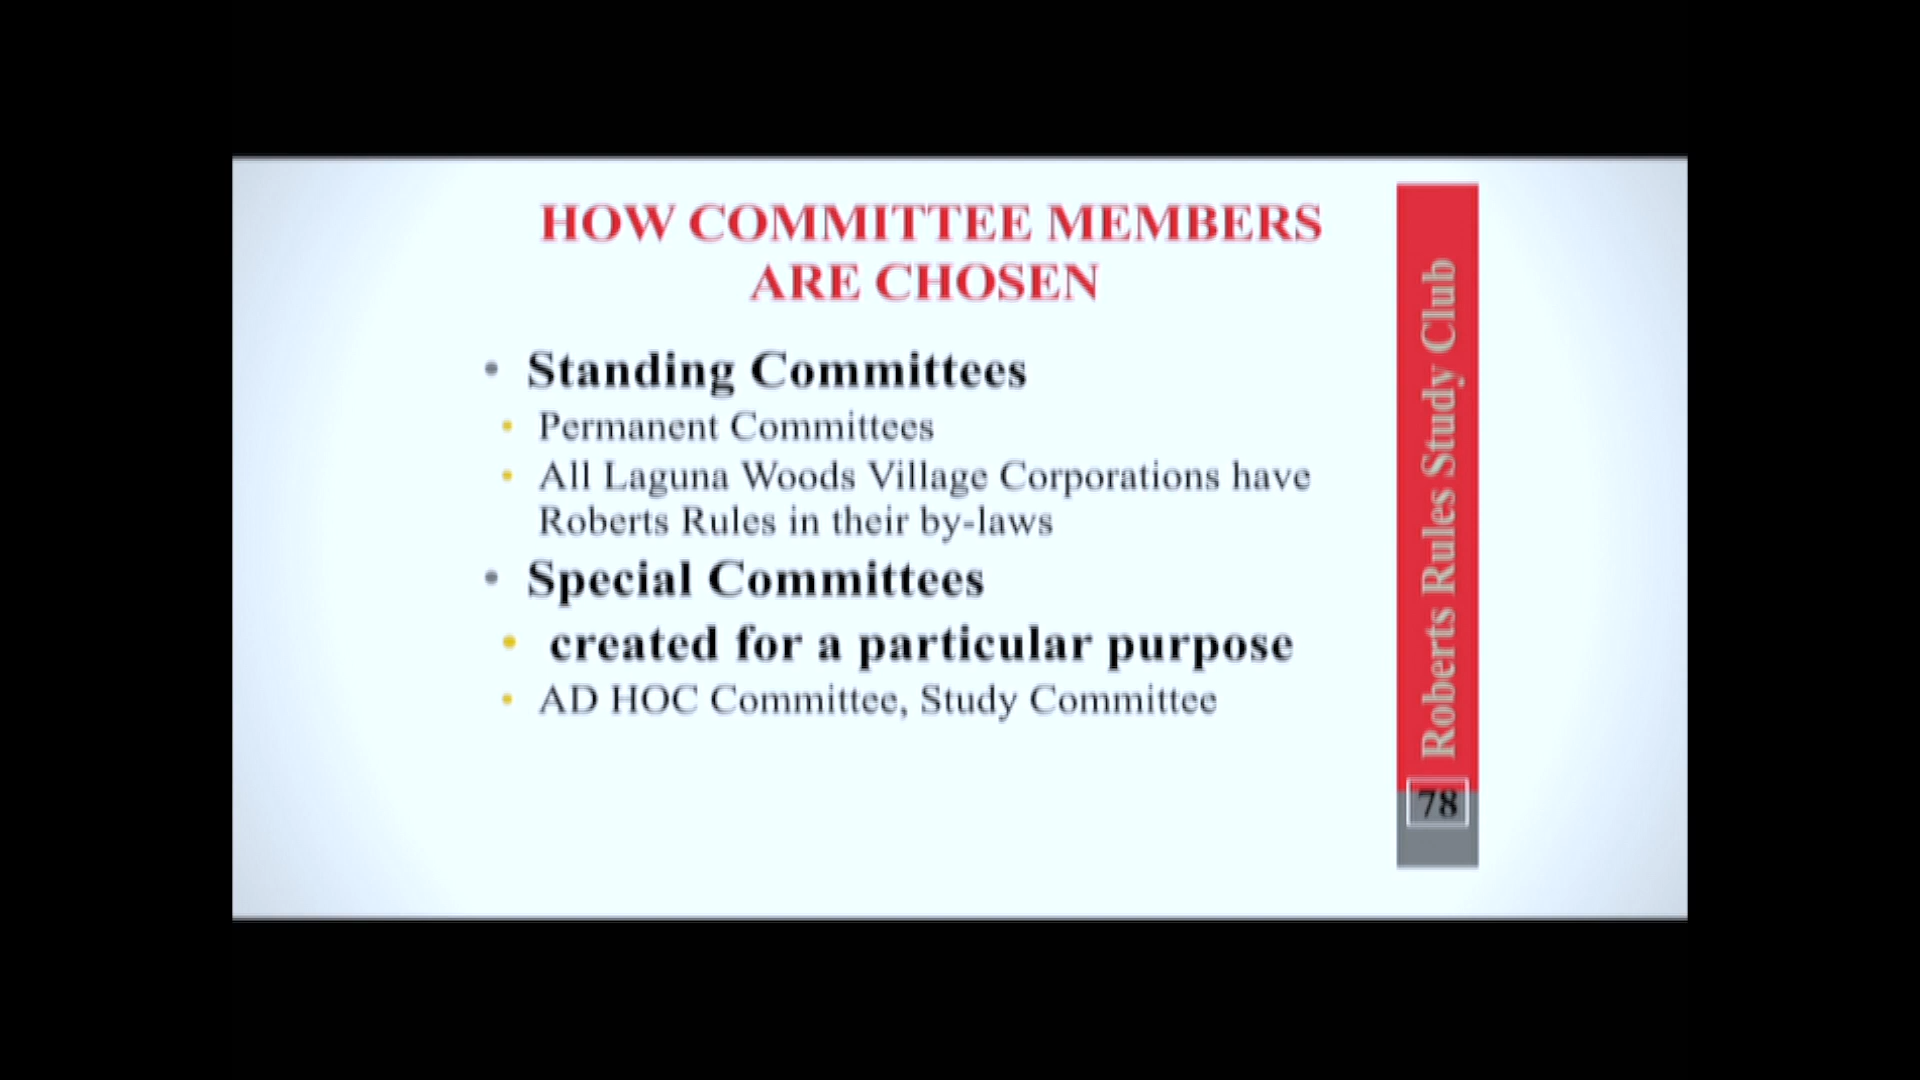 HOW COMMITTEE MEMBERS
ARE CHOSEN
• Standing Committees
• Permanent Committees
• All Laguna Woods Village Corporations have
Roberts Rules in their by-laws
• Special Committees
• created for a particular purpose
• AD HOC Committee, Study Committee
Roberts Rules Study Club
78